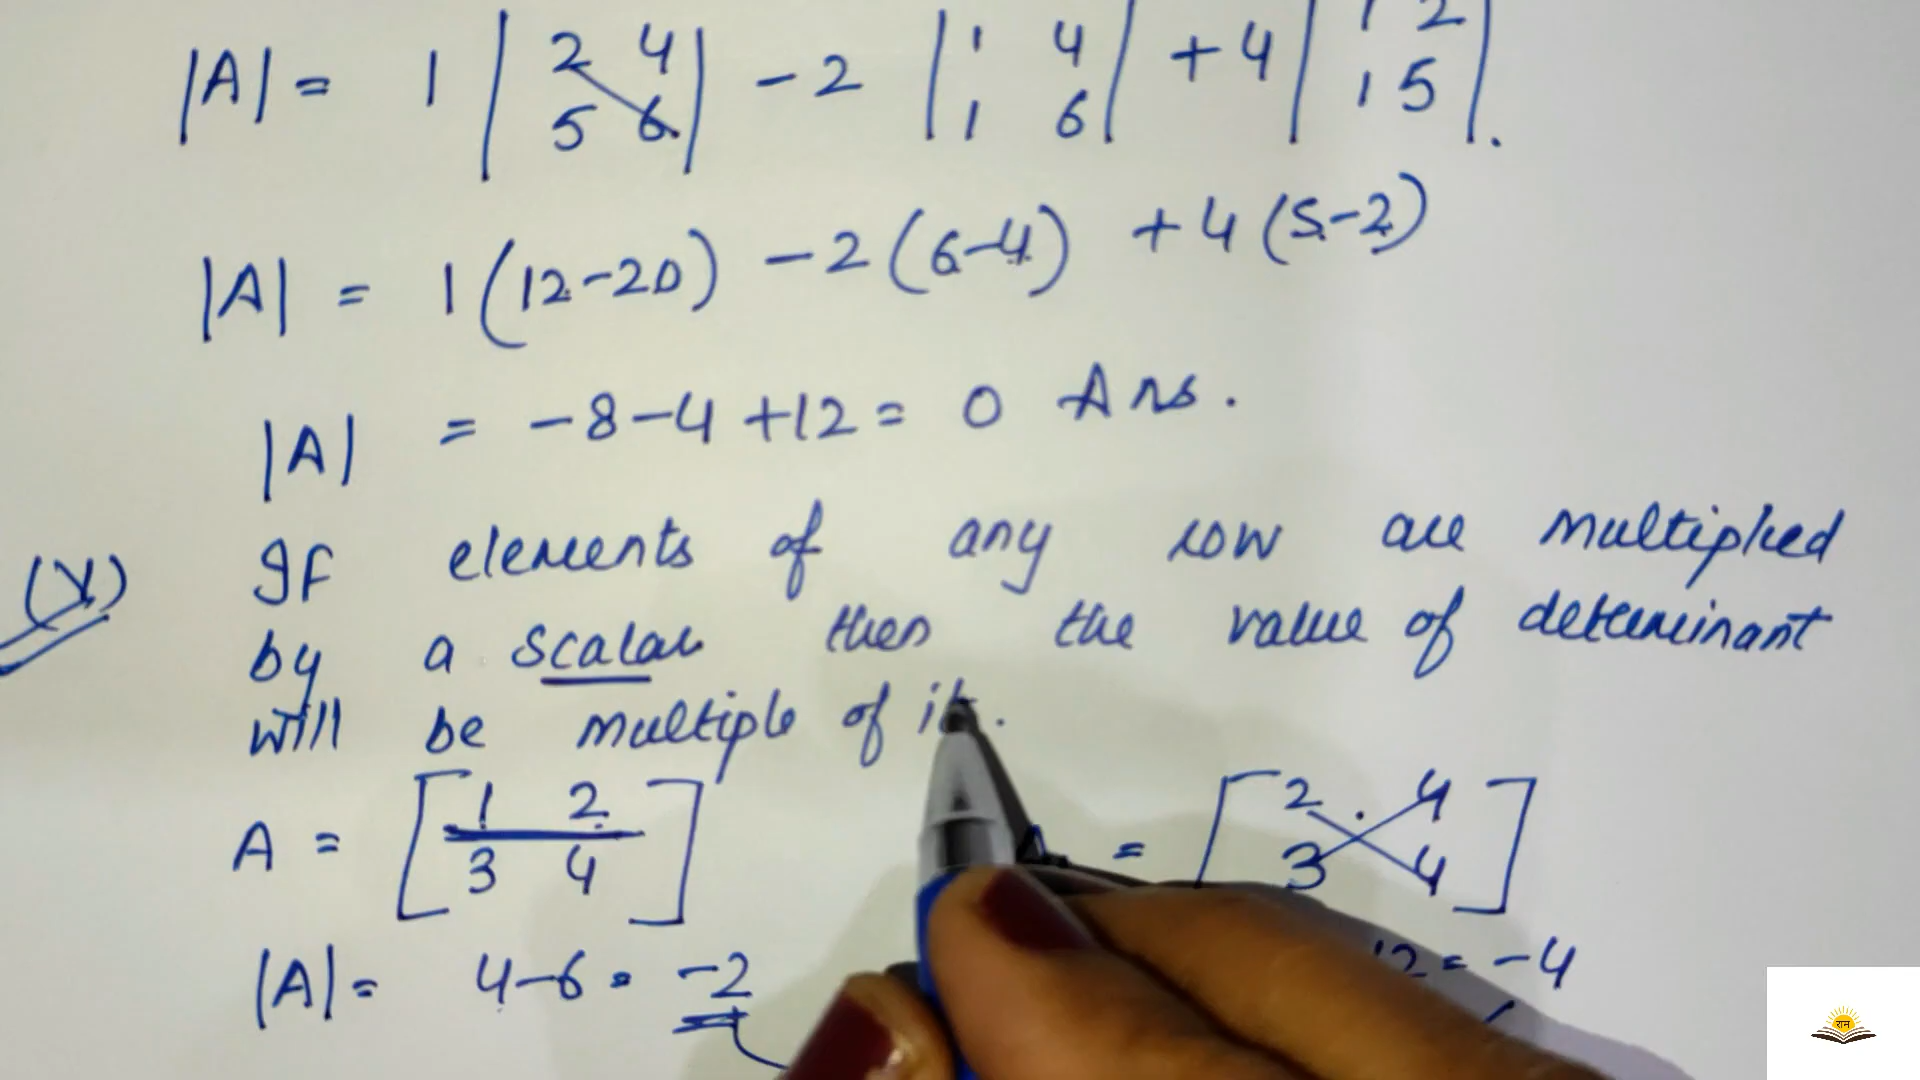 |A| = 1 | 2 4 | - 2 | 1 4 | + 4 | 1 2 |
5 6 1 6 1 5 .
|A| = 1 (12-20) - 2 (6-4) + 4 (5-2)
|A| = -8-4+12 = 0 Ans.
(V) If elements of any row are multiplied
by a scalar then the value of determinant
will be multiple of it.
A = [ 1 2 ] A = [ 2 4 ]
3 4 3 4
|A| = 4-6 = -2 12 = -4
राम